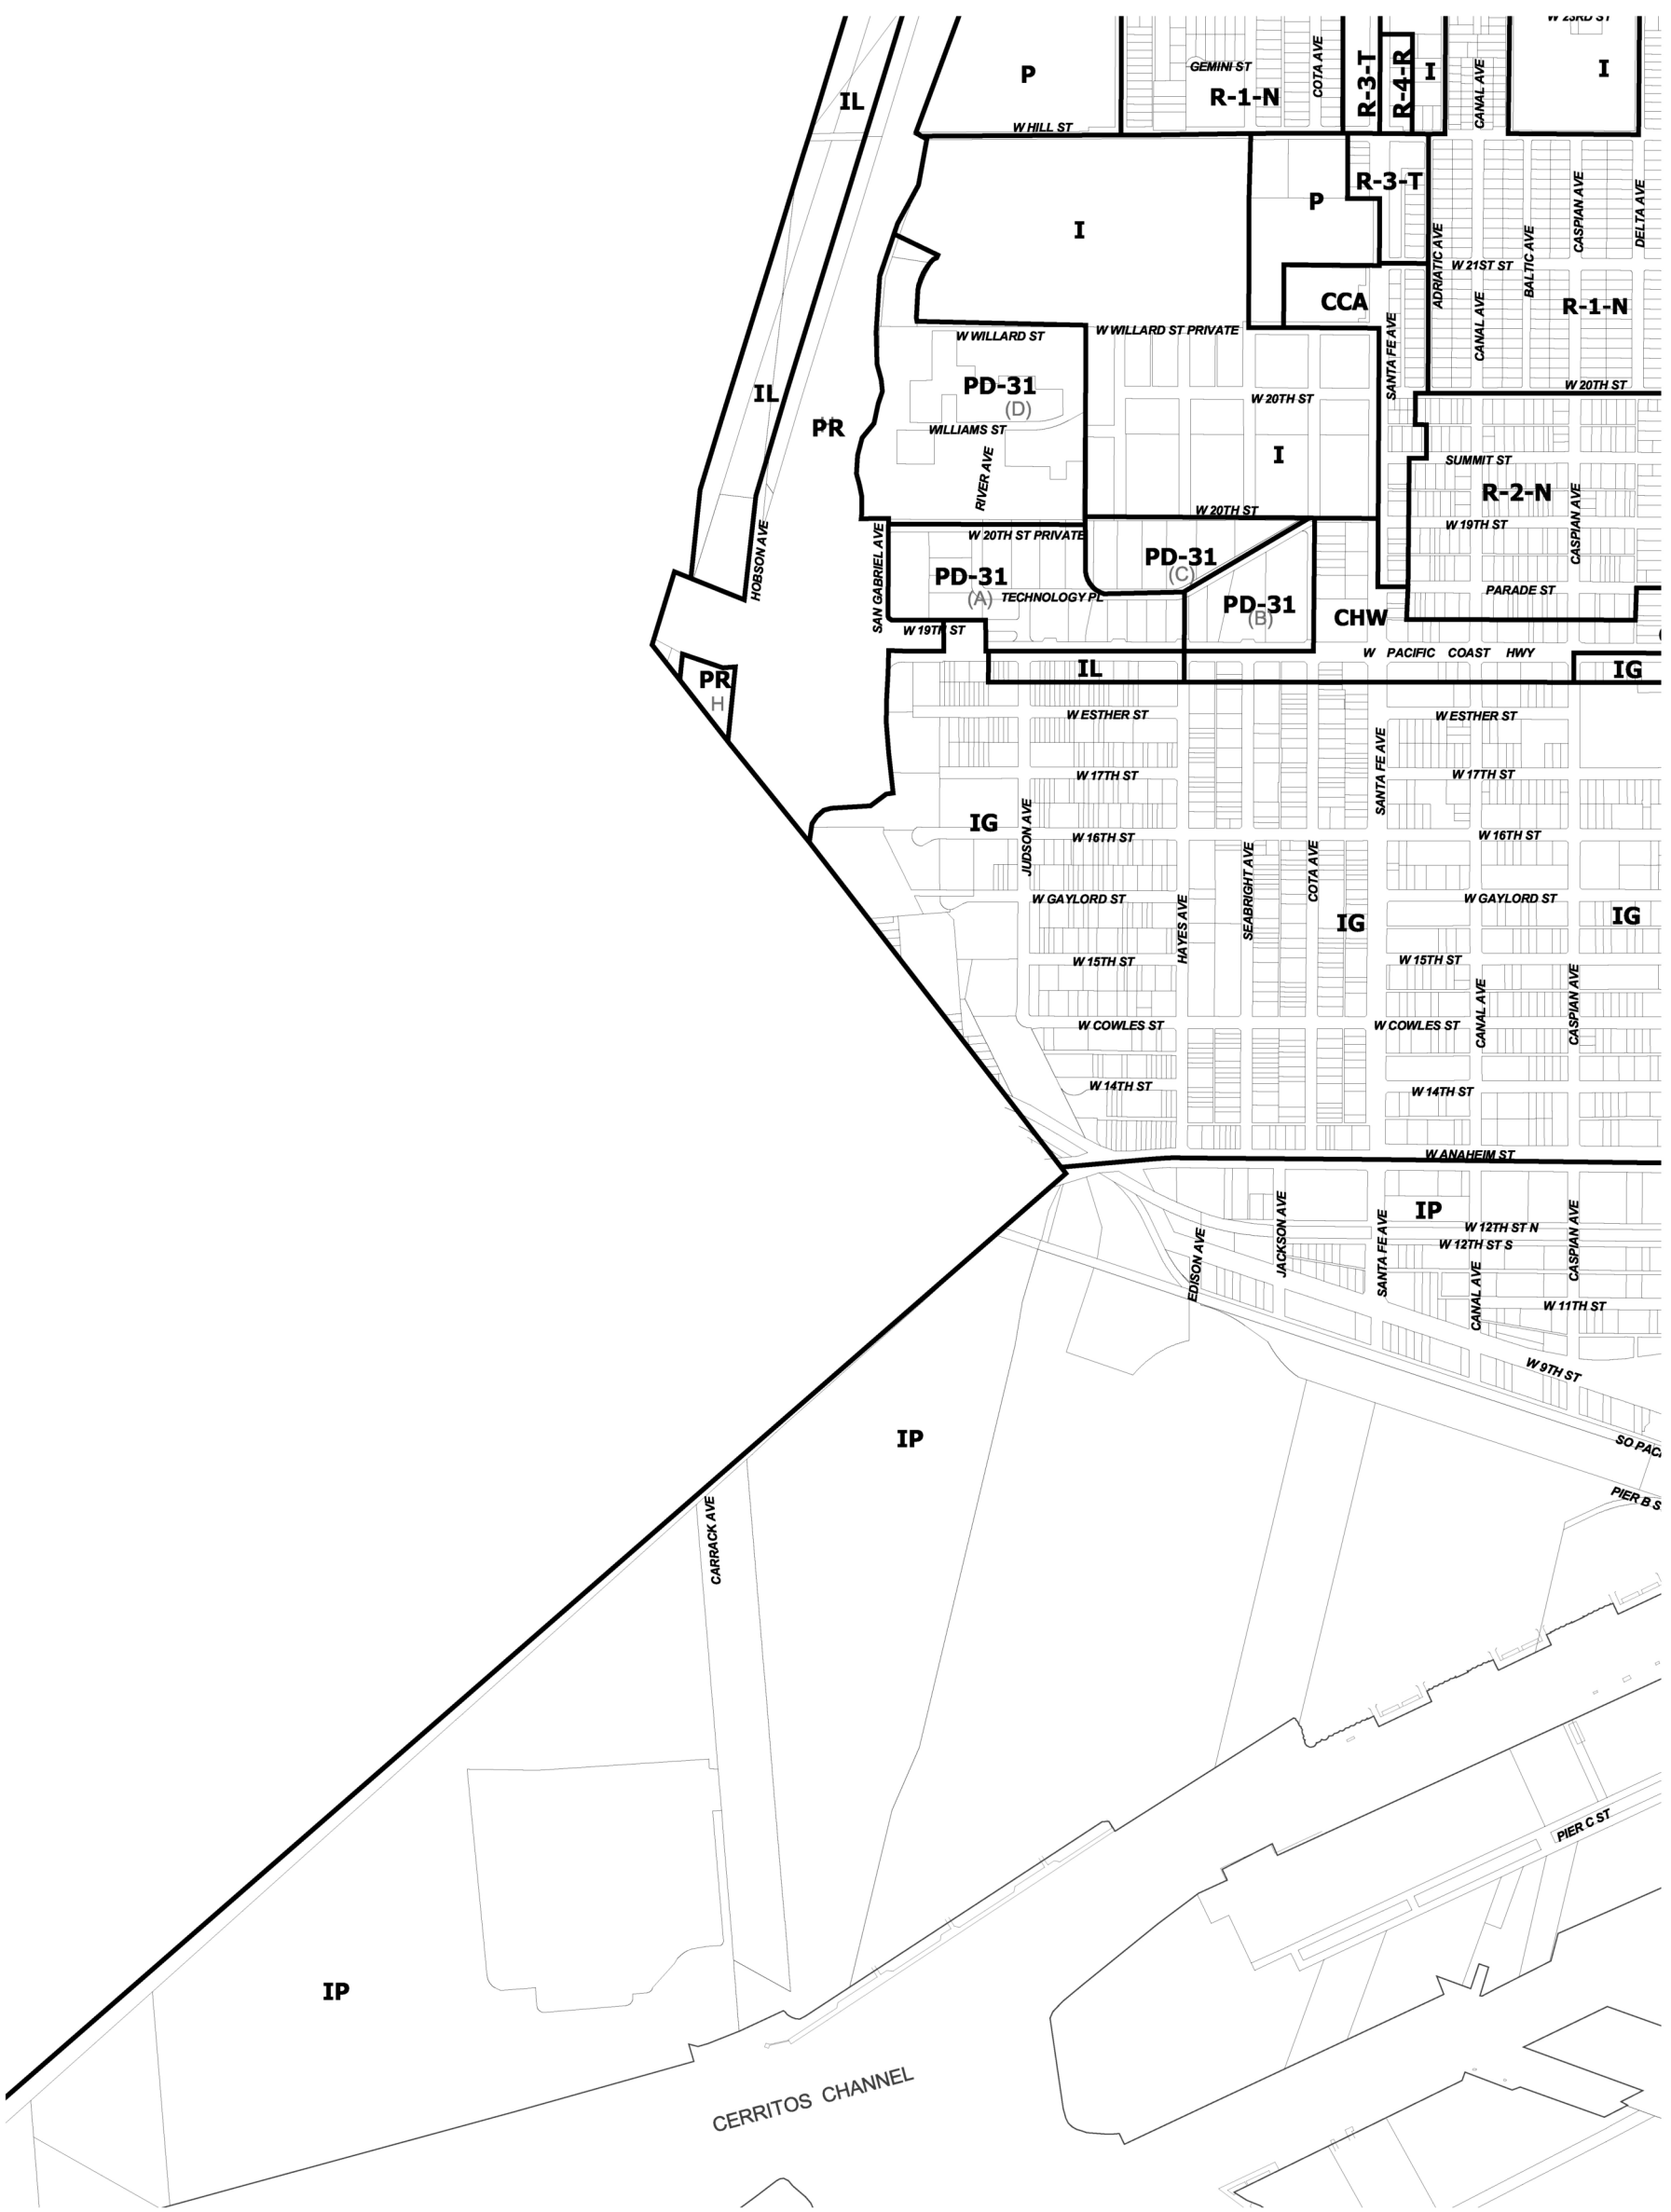 W 23RD ST
P
GEMINI ST
R-1-N
COTA AVE
R-3-T
R-4-R
I
CANAL AVE
I
IL
W HILL ST
R-3-T
P
I
ADRIATIC AVE
W 21ST ST
BALTIC AVE
CASPIAN AVE
DELTA AVE
CCA
R-1-N
CANAL AVE
SANTA FE AVE
W WILLARD ST
W WILLARD ST PRIVATE
PD-31
(D)
IL
W 20TH ST
W 20TH ST
PR
WILLIAMS ST
I
RIVER AVE
SUMMIT ST
R-2-N
CASPIAN AVE
W 20TH ST
W 19TH ST
W 20TH ST PRIVATE
HOBSON AVE
SAN GABRIEL AVE
PD-31
(C)
PD-31
(A)
TECHNOLOGY PL
PARADE ST
PD-31
(B)
CHW
W 19TH ST
W PACIFIC COAST HWY
IL
IG
PR
H
W ESTHER ST
W ESTHER ST
SANTA FE AVE
W 17TH ST
W 17TH ST
IG
JUDSON AVE
W 16TH ST
W 16TH ST
SEABRIGHT AVE
COTA AVE
W GAYLORD ST
W GAYLORD ST
HAYES AVE
IG
IG
W 15TH ST
W 15TH ST
CANAL AVE
CASPIAN AVE
W COWLES ST
W COWLES ST
W 14TH ST
W 14TH ST
W ANAHEIM ST
IP
EDISON AVE
JACKSON AVE
SANTA FE AVE
W 12TH ST N
W 12TH ST S
CASPIAN AVE
CANAL AVE
W 11TH ST
W 9TH ST
IP
SO PAC
PIER B S
CARRACK AVE
PIER C ST
IP
CERRITOS CHANNEL